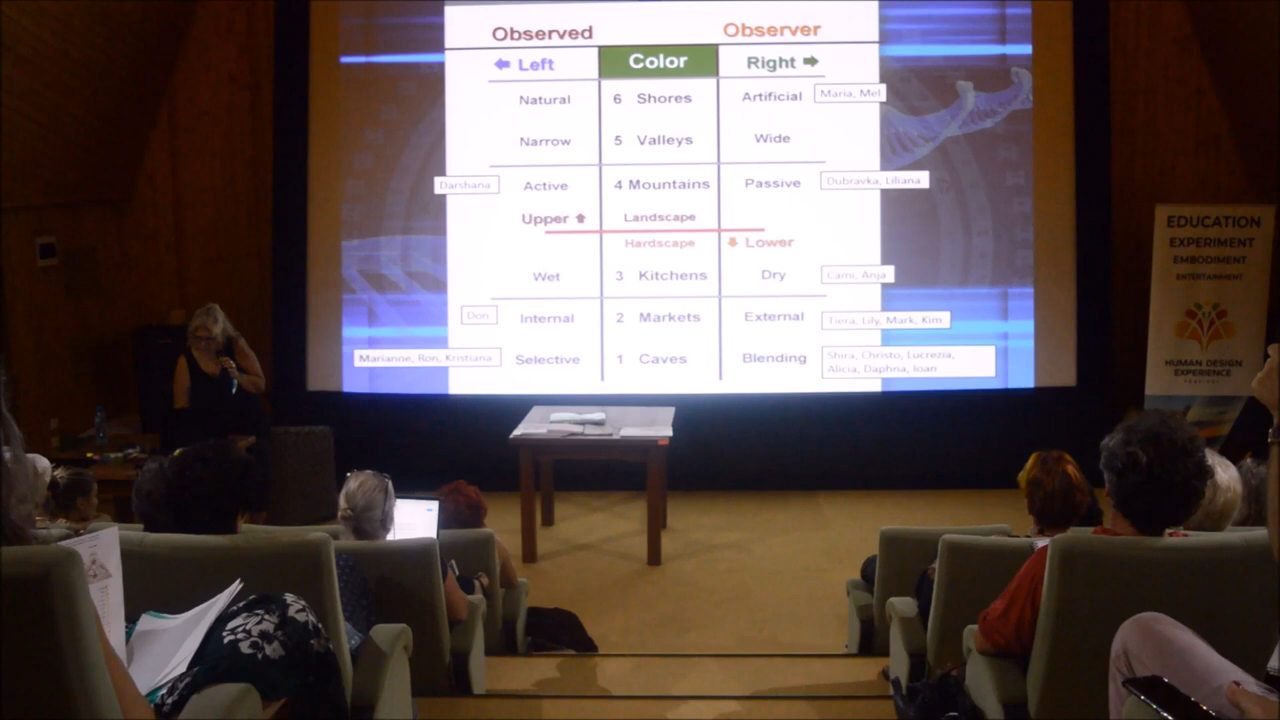 Observed Observer
Left Color Right
Natural 6 Shores Artificial Maria, Mel
Narrow 5 Valleys Wide
Darshana Active 4 Mountains Passive Dubravka, Liliana
Upper Landscape
Hardscape Lower
Wet 3 Kitchens Dry Cami, Anja
Don Internal 2 Markets External Tiera, Lily, Mark, Kim
Marianne, Ron, Kristiana Selective 1 Caves Blending Shira, Christo, Lucrezia,
Alicia, Daphna, Ioan
EDUCATION
EXPERIMENT
EMBODIMENT
ENTERTAINMENT
HUMAN DESIGN
EXPERIENCE
FESTIVAL